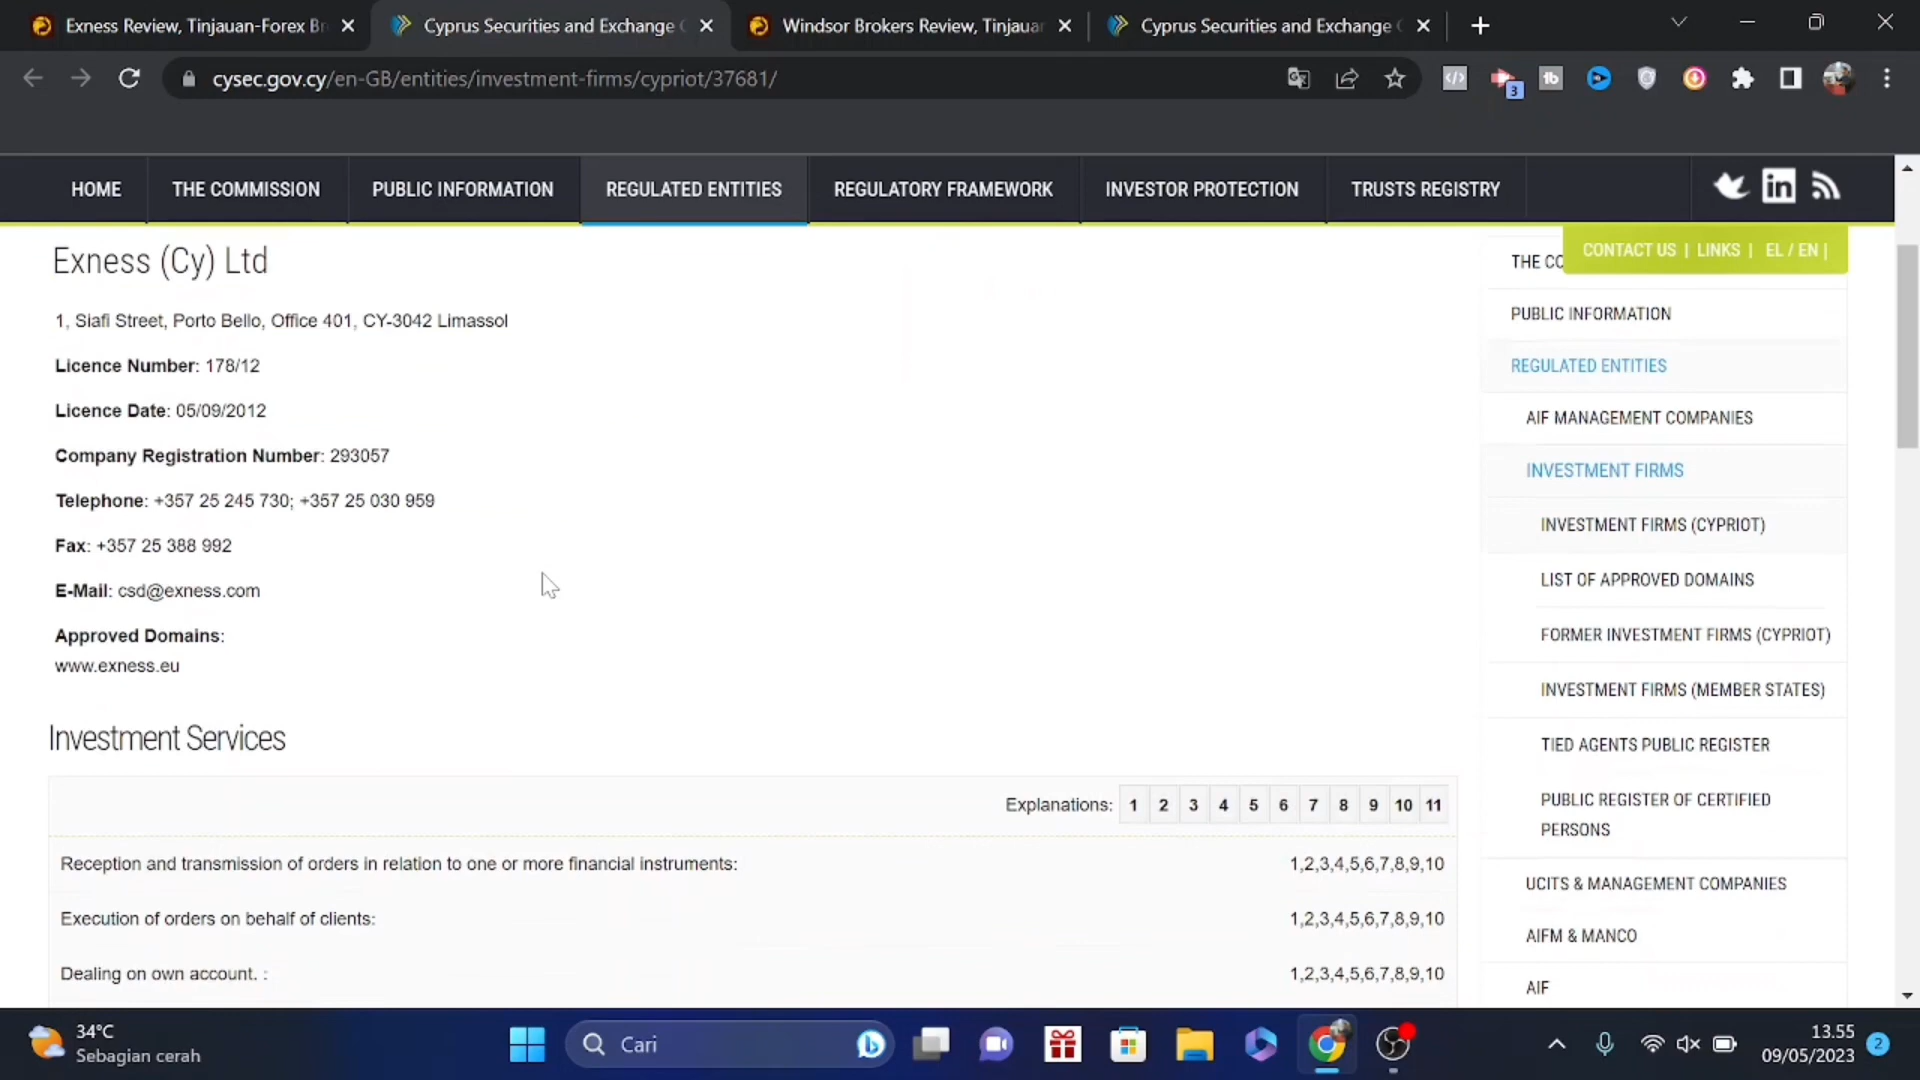 Exness Review, Tinjauan-Forex Br
Cyprus Securities and Exchange C
Windsor Brokers Review, Tinjauan
Cyprus Securities and Exchange C
cysec.gov.cy/en-GB/entities/investment-firms/cypriot/37681/
3
HOME
THE COMMISSION
PUBLIC INFORMATION
REGULATED ENTITIES
REGULATORY FRAMEWORK
INVESTOR PROTECTION
TRUSTS REGISTRY
CONTACT US | LINKS | EL / EN |
Exness (Cy) Ltd
1, Siafi Street, Porto Bello, Office 401, CY-3042 Limassol
Licence Number: 178/12
Licence Date: 05/09/2012
Company Registration Number: 293057
Telephone: +357 25 245 730; +357 25 030 959
Fax: +357 25 388 992
E-Mail: csd@exness.com
Approved Domains:
www.exness.eu
Investment Services
Explanations: 1 2 3 4 5 6 7 8 9 10 11
Reception and transmission of orders in relation to one or more financial instruments: 1,2,3,4,5,6,7,8,9,10
Execution of orders on behalf of clients: 1,2,3,4,5,6,7,8,9,10
Dealing on own account. : 1,2,3,4,5,6,7,8,9,10
THE CO
PUBLIC INFORMATION
REGULATED ENTITIES
AIF MANAGEMENT COMPANIES
INVESTMENT FIRMS
INVESTMENT FIRMS (CYPRIOT)
LIST OF APPROVED DOMAINS
FORMER INVESTMENT FIRMS (CYPRIOT)
INVESTMENT FIRMS (MEMBER STATES)
TIED AGENTS PUBLIC REGISTER
PUBLIC REGISTER OF CERTIFIED
PERSONS
UCITS & MANAGEMENT COMPANIES
AIFM & MANCO
AIF
34°C
Sebagian cerah
Cari
13.55
09/05/2023
2